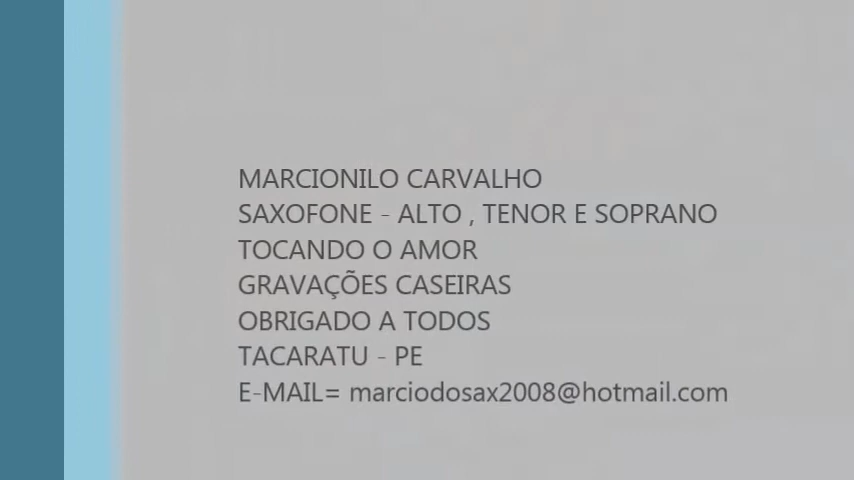 MARCIONILO CARVALHO
SAXOFONE - ALTO , TENOR E SOPRANO
TOCANDO O AMOR
GRAVAÇÕES CASEIRAS
OBRIGADO A TODOS
TACARATU - PE
E-MAIL= marciodosax2008@hotmail.com